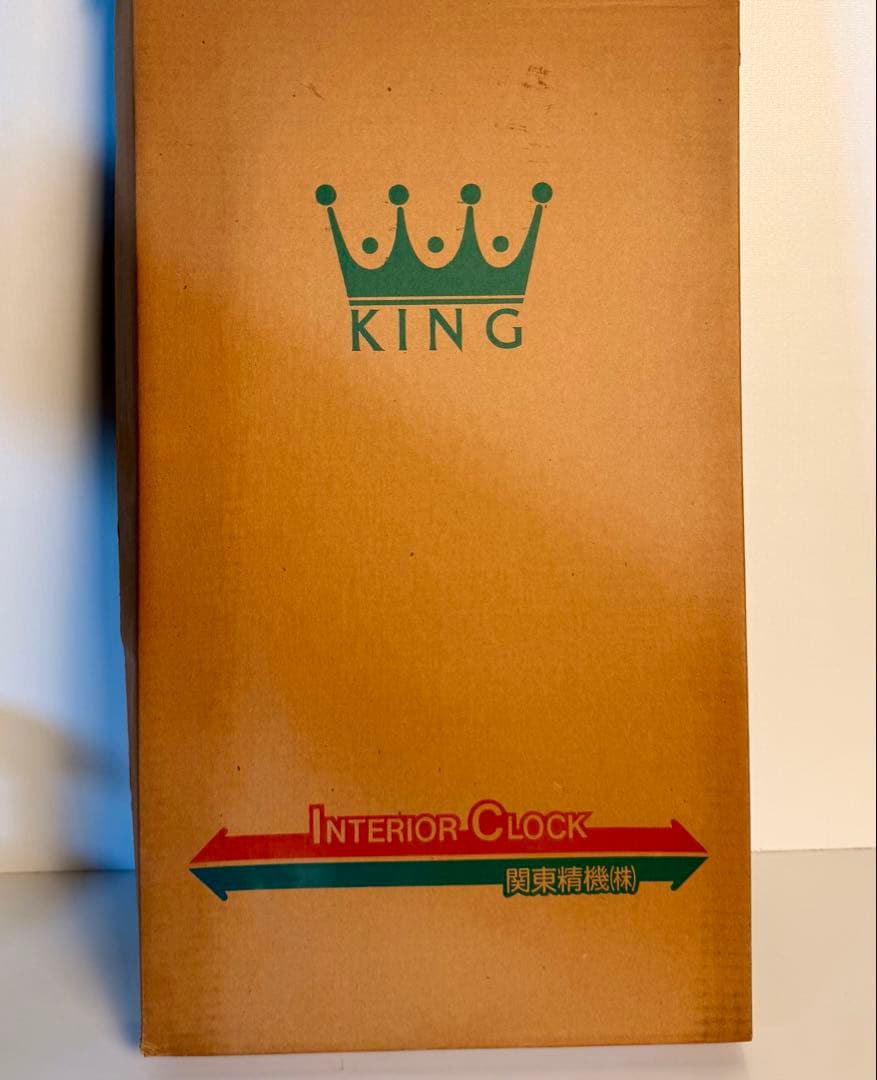 KING
INTERIOR CLOCK
関東精機㈱